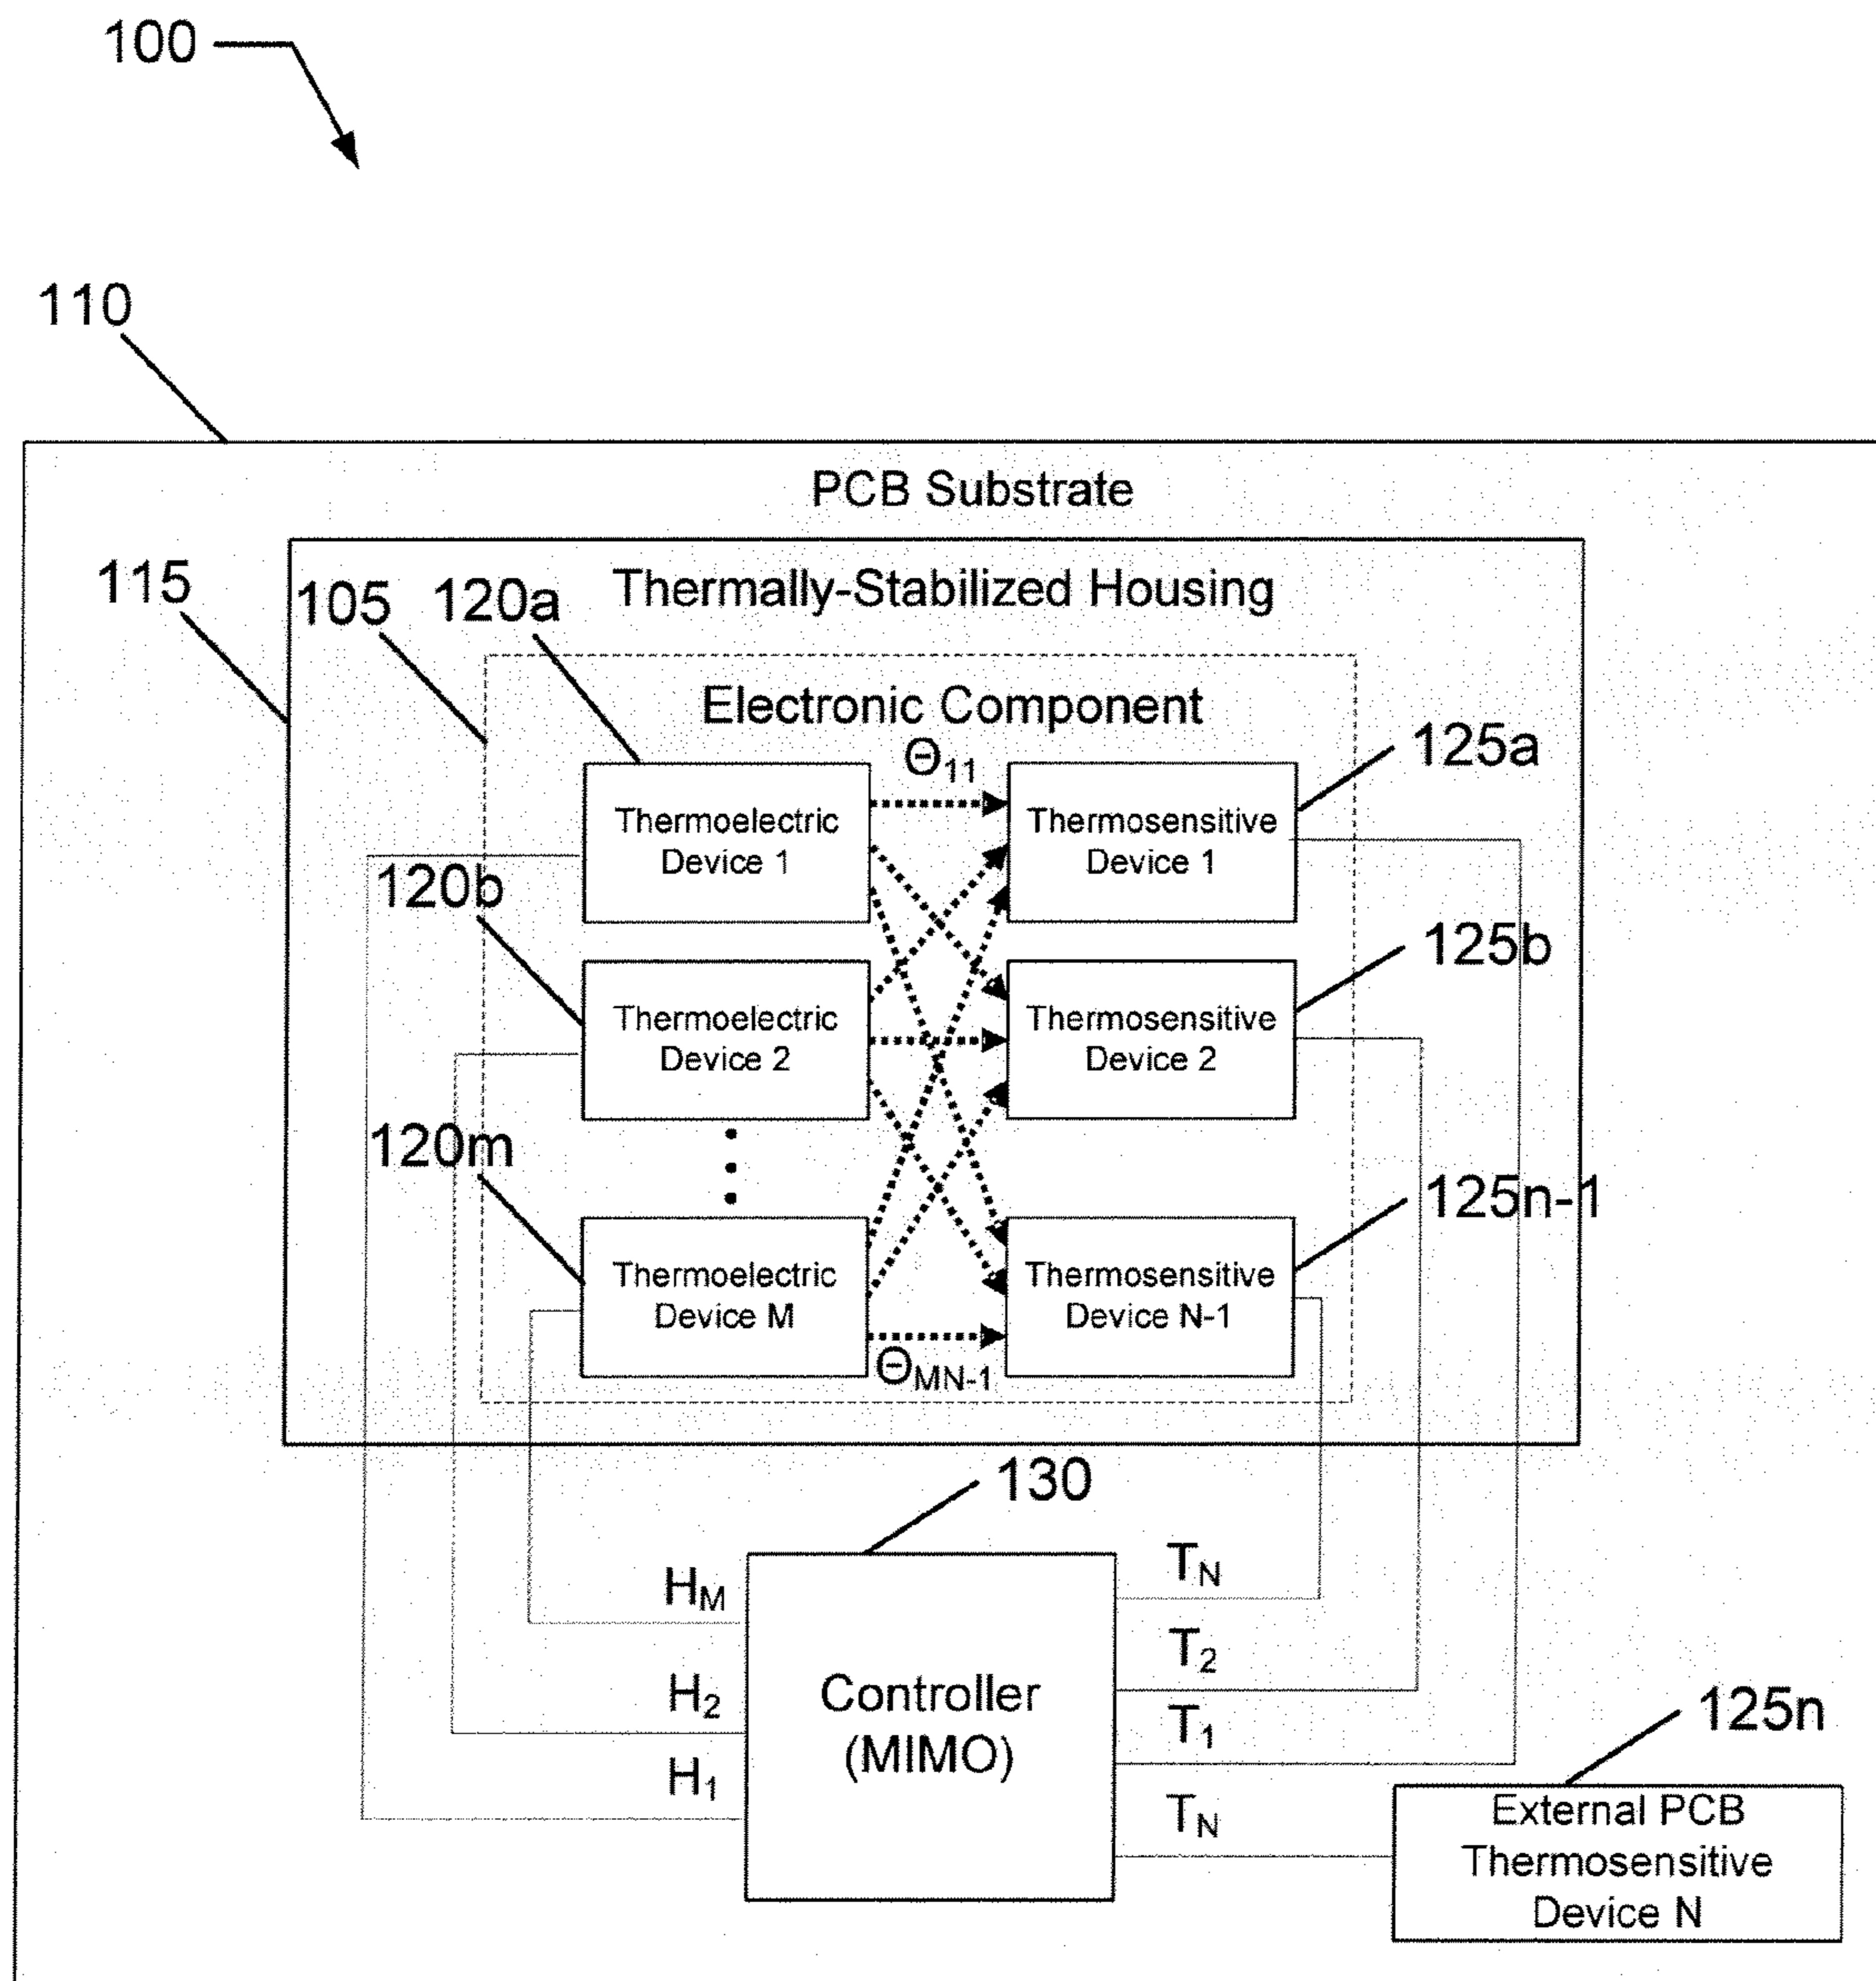 100
110
PCB Substrate
115
105
120a
Thermally-Stabilized Housing
Electronic Component
Θ11
125a
Thermoelectric
Device 1
Thermosensitive
Device 1
120b
125b
Thermoelectric
Device 2
Thermosensitive
Device 2
120m
125n-1
Thermoelectric
Device M
Thermosensitive
Device N-1
ΘMN-1
130
HM
TN
H2
T2
H1
T1
TN
Controller
(MIMO)
125n
External PCB
Thermosensitive
Device N